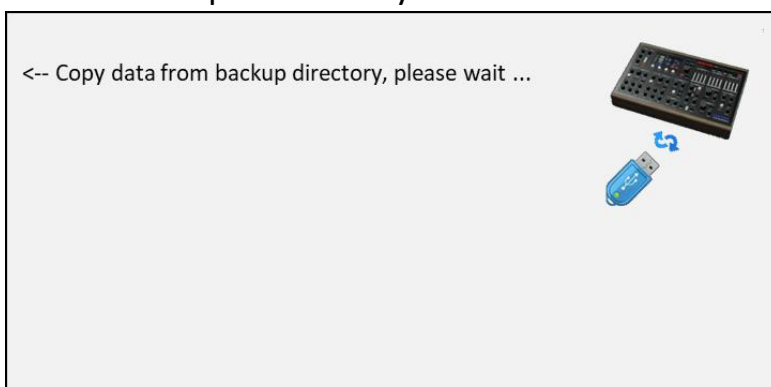 <-- Copy data from backup directory, please wait ...